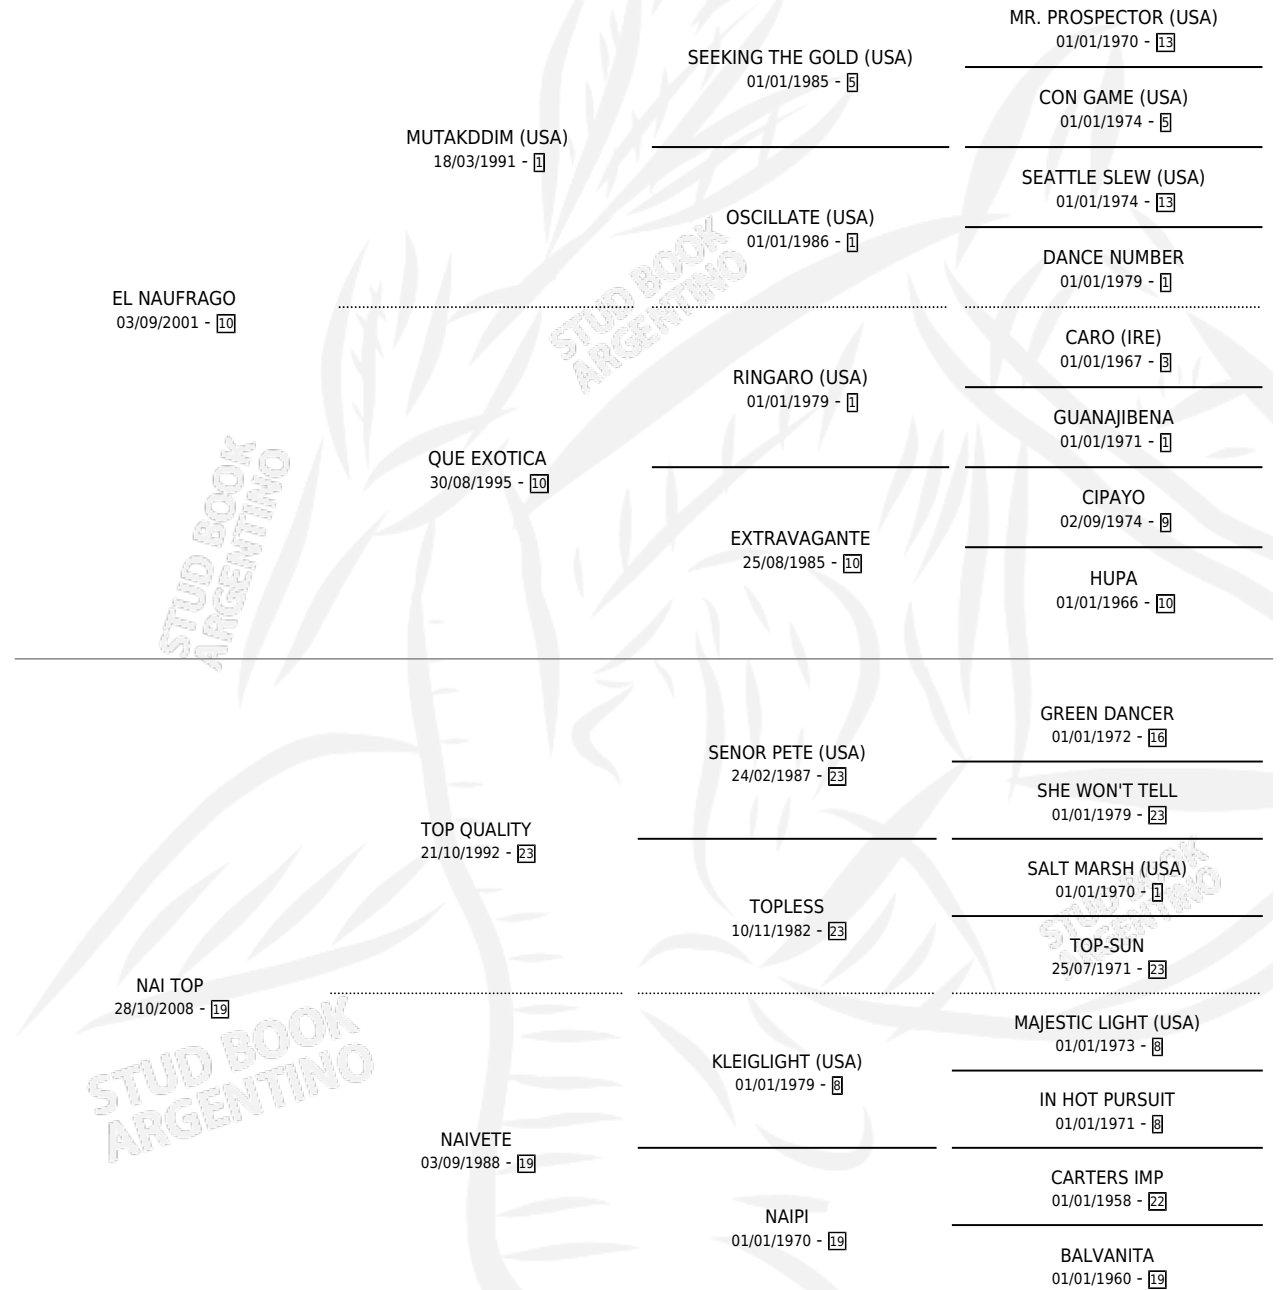 MR. PROSPECTOR (USA)
01/01/1970 - 13
SEEKING THE GOLD (USA)
01/01/1985 - 5
CON GAME (USA)
01/01/1974 - 5
MUTAKDDIM (USA)
18/03/1991 - 1
SEATTLE SLEW (USA)
01/01/1974 - 13
OSCILLATE (USA)
01/01/1986 - 1
DANCE NUMBER
01/01/1979 - 1
EL NAUFRAGO
03/09/2001 - 10
STUD BOOK
ARGENTINO
CARO (IRE)
01/01/1967 - 3
RINGARO (USA)
01/01/1979 - 1
GUANAJIBENA
01/01/1971 - 1
QUE EXOTICA
30/08/1995 - 10
CIPAYO
02/09/1974 - 9
EXTRAVAGANTE
25/08/1985 - 10
HUPA
01/01/1966 - 10
STUD BOOK
ARGENTINO
GREEN DANCER
01/01/1972 - 16
SENOR PETE (USA)
24/02/1987 - 23
SHE WON'T TELL
01/01/1979 - 23
TOP QUALITY
21/10/1992 - 23
SALT MARSH (USA)
01/01/1970 - 1
TOPLESS
10/11/1982 - 23
STUD BOOK
ARGENTINO
TOP-SUN
25/07/1971 - 23
NAI TOP
28/10/2008 - 19
MAJESTIC LIGHT (USA)
01/01/1973 - 8
KLEIGLIGHT (USA)
01/01/1979 - 8
STUD BOOK
ARGENTINO
IN HOT PURSUIT
01/01/1971 - 8
NAIVETE
03/09/1988 - 19
CARTERS IMP
01/01/1958 - 22
NAIPI
01/01/1970 - 19
BALVANITA
01/01/1960 - 19